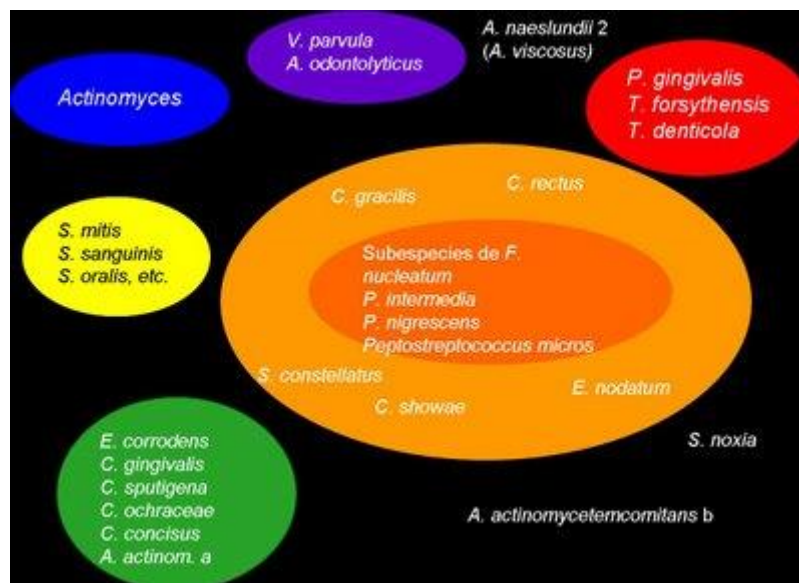 V. parvula
A. odontolyticus
A. naeslundii 2
(A. viscosus)
Actinomyces
P. gingivalis
T. forsythensis
T. denticola
C. gracilis
C. rectus
S. mitis
S. sanguinis
S. oralis, etc.
Subespecies de F.
nucleatum
P. intermedia
P. nigrescens
Peptostreptococcus micros
S. constellatus
C. showae
E. nodatum
E. corrodens
C. gingivalis
C. sputigena
C. ochraceae
C. concisus
A. actinom. a
S. noxia
A. actinomycetemcomitans b